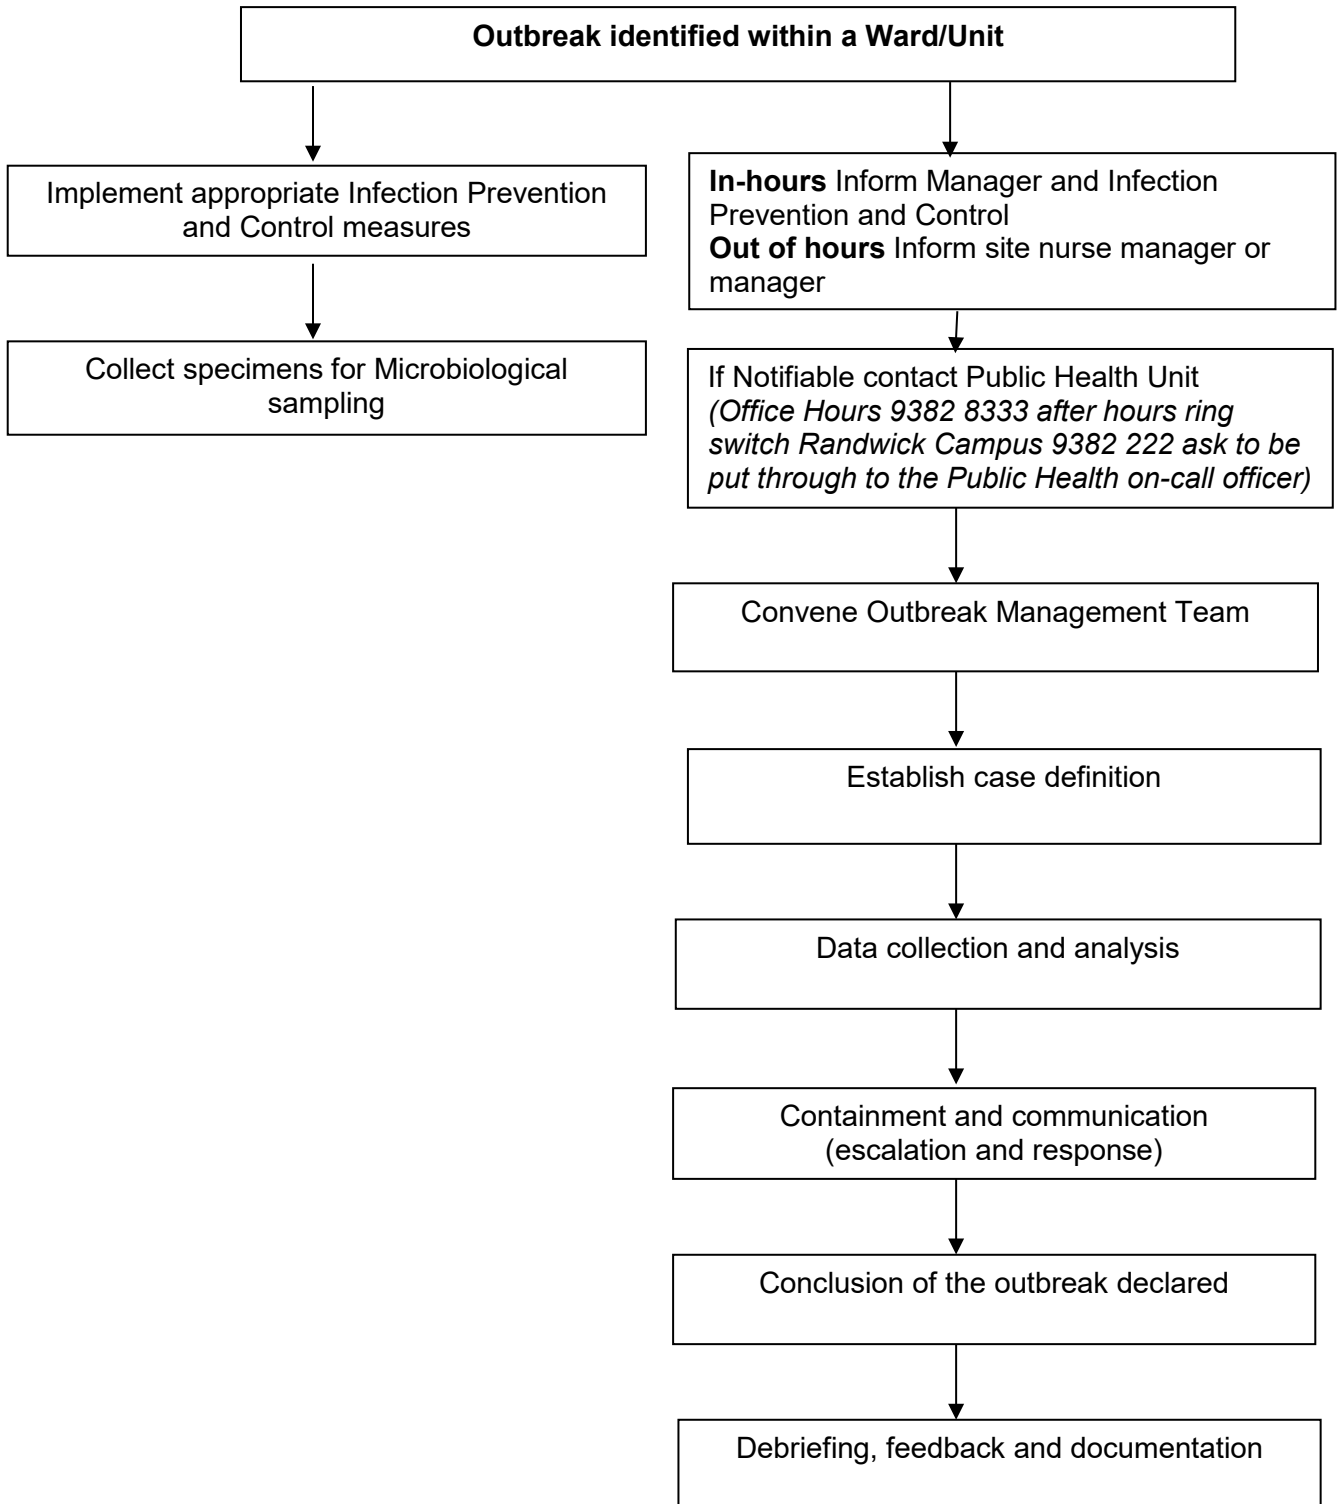 Outbreak identified within a Ward/Unit
Implement appropriate Infection Prevention
and Control measures
Collect specimens for Microbiological
sampling
In-hours Inform Manager and Infection
Prevention and Control
Out of hours Inform site nurse manager or
manager
If Notifiable contact Public Health Unit
(Office Hours 9382 8333 after hours ring
switch Randwick Campus 9382 222 ask to be
put through to the Public Health on-call officer)
Convene Outbreak Management Team
Establish case definition
Data collection and analysis
Containment and communication
(escalation and response)
Conclusion of the outbreak declared
Debriefing, feedback and documentation